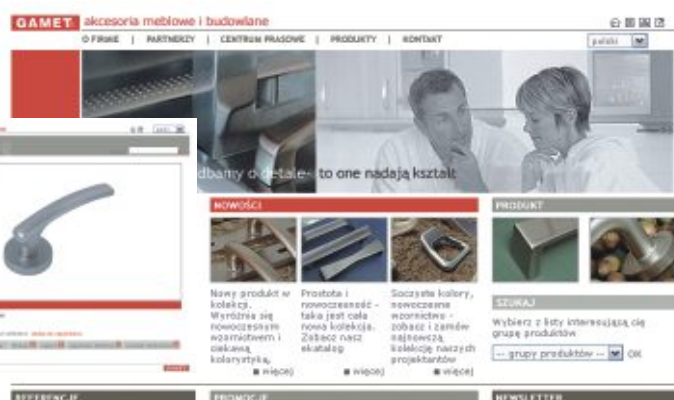 GAMET akcesoria meblowe i budowlane
O FIRMIE | PARTNERZY | CENTRUM PRASOWE | PRODUKTY | KONTAKT
polski
dbamy o detale- to one nadają kształt
NOWOŚCI
Nowy produkt w
kolekcji.
Wyróżnia się
nowoczesnym
wzornictwem i
ciekawą
kolorystyką.
więcej
Prostota i
nowoczesność -
taka jest cała
nowa kolekcja.
Zobacz nasz
ekatalog
więcej
Soczyste kolory,
nowoczesne
wzornictwo -
zobacz i zamów
najnowszą
kolekcję naszych
projektantów
więcej
PRODUKT
SZUKAJ
Wybierz z listy interesującą cię
grupę produktów
-- grupy produktów -- OK
REFERENCJE
PROMOCJE
NEWSLETTER